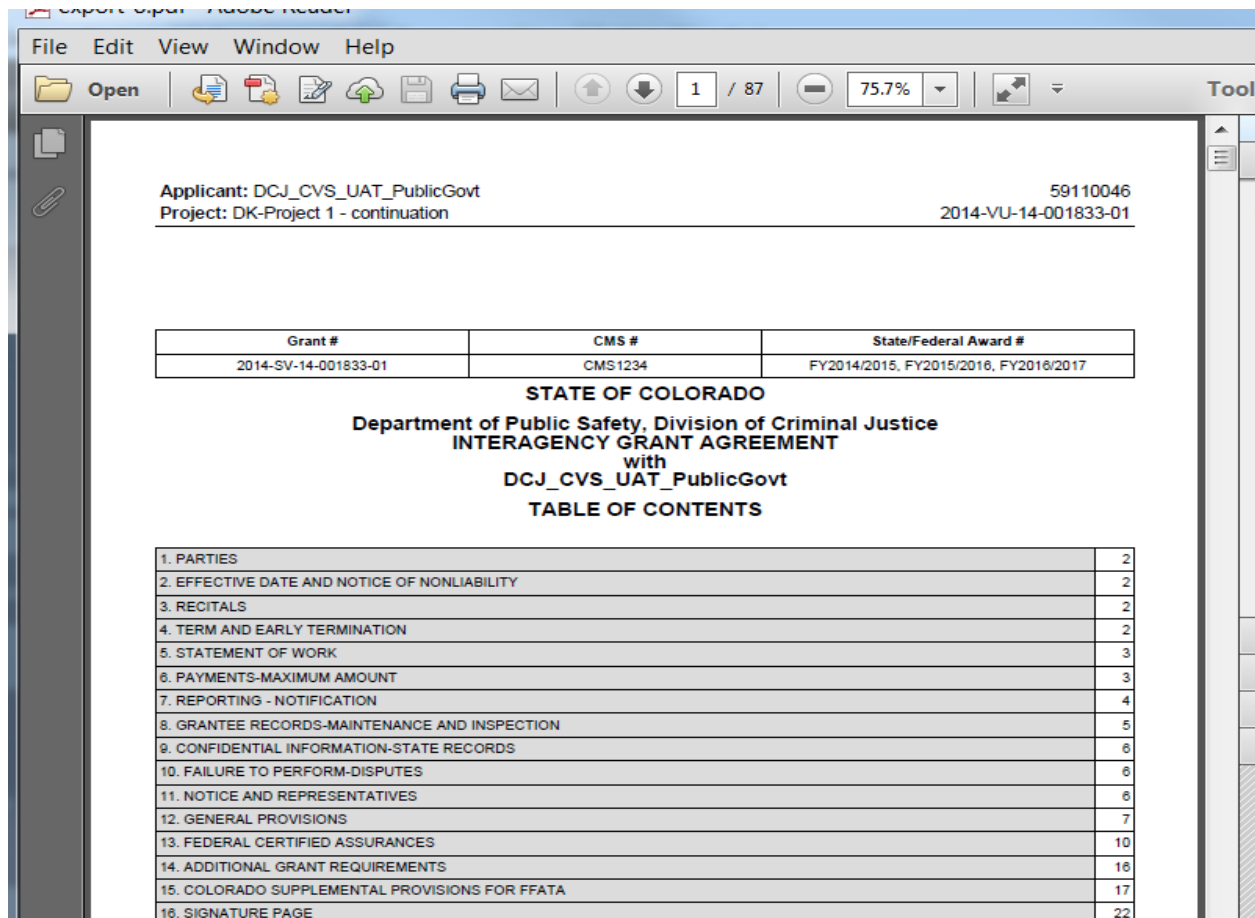 File Edit View Window Help
Open 1 / 87 75.7% Tool
Applicant: DCJ_CVS_UAT_PublicGovt 59110046
Project: DK-Project 1 - continuation 2014-VU-14-001833-01
Grant # CMS # State/Federal Award #
2014-SV-14-001833-01 CMS1234 FY2014/2015, FY2015/2016, FY2016/2017
STATE OF COLORADO
Department of Public Safety, Division of Criminal Justice
INTERAGENCY GRANT AGREEMENT
with
DCJ_CVS_UAT_PublicGovt
TABLE OF CONTENTS
1. PARTIES 2
2. EFFECTIVE DATE AND NOTICE OF NONLIABILITY 2
3. RECITALS 2
4. TERM AND EARLY TERMINATION 2
5. STATEMENT OF WORK 3
6. PAYMENTS-MAXIMUM AMOUNT 3
7. REPORTING - NOTIFICATION 4
8. GRANTEE RECORDS-MAINTENANCE AND INSPECTION 5
9. CONFIDENTIAL INFORMATION-STATE RECORDS 6
10. FAILURE TO PERFORM-DISPUTES 6
11. NOTICE AND REPRESENTATIVES 6
12. GENERAL PROVISIONS 7
13. FEDERAL CERTIFIED ASSURANCES 10
14. ADDITIONAL GRANT REQUIREMENTS 16
15. COLORADO SUPPLEMENTAL PROVISIONS FOR FFATA 17
16. SIGNATURE PAGE 22